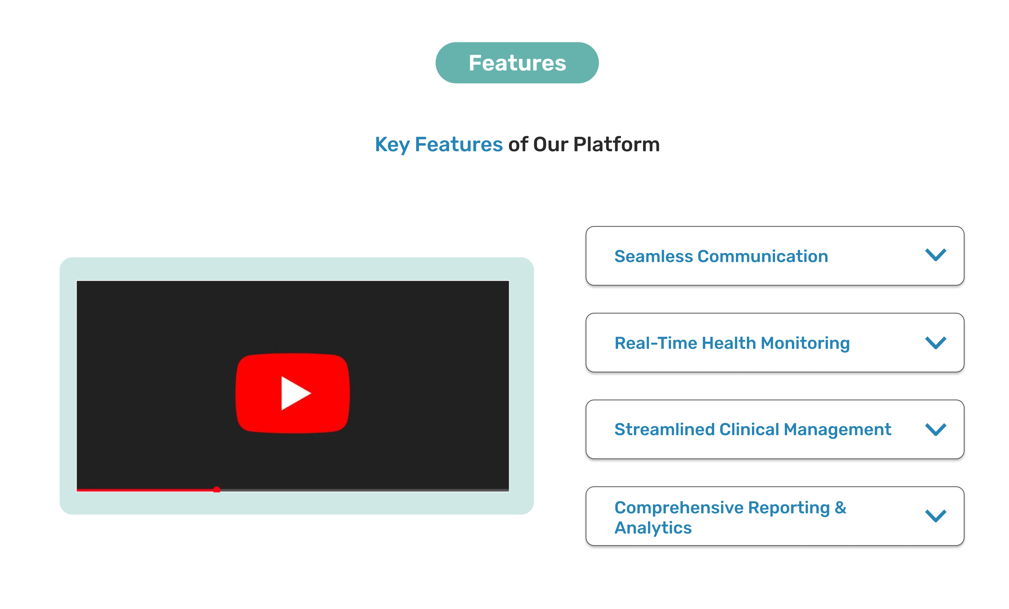 Features
Key Features of Our Platform
Seamless Communication
Real-Time Health Monitoring
Streamlined Clinical Management
Comprehensive Reporting &
Analytics